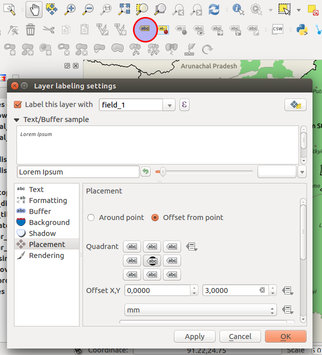 Arunachal Pradesh
Layer labeling settings
Label this layer with field_1 ε
Text/Buffer sample
Lorem Ipsum
Lorem Ipsum
Text
Formatting
Buffer
Background
Shadow
Placement
Rendering
Placement
Around point Offset from point
Quadrant
Offset X,Y 0,0000 3,0000
mm
Apply Cancel OK
Coordinate: 91.22,24.75 Scale